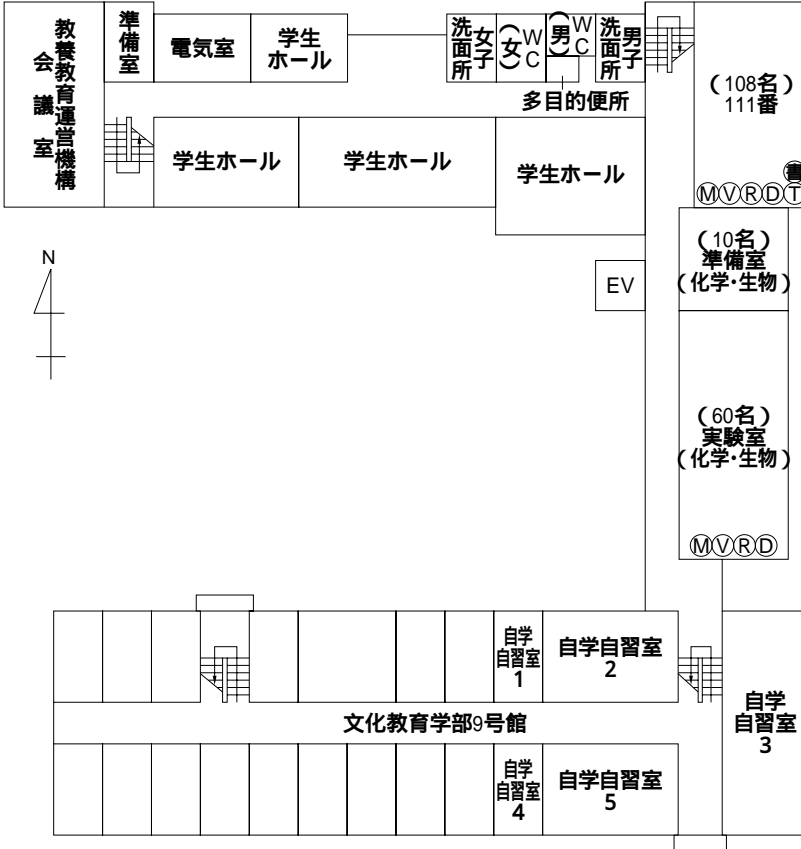 教養教育運営機構
会議室
準備室
電気室
学生
ホール
女子
洗面所
WC
(女)
WC
(男)
男子
洗面所
多目的便所
(108名)
111番
書
MVRDT
学生ホール
学生ホール
学生ホール
(10名)
準備室
(化学・生物)
N
EV
(60名)
実験室
(化学・生物)
MVRD
自学
自習室
1
自学自習室
2
文化教育学部9号館
自学
自習室
3
自学
自習室
4
自学自習室
5